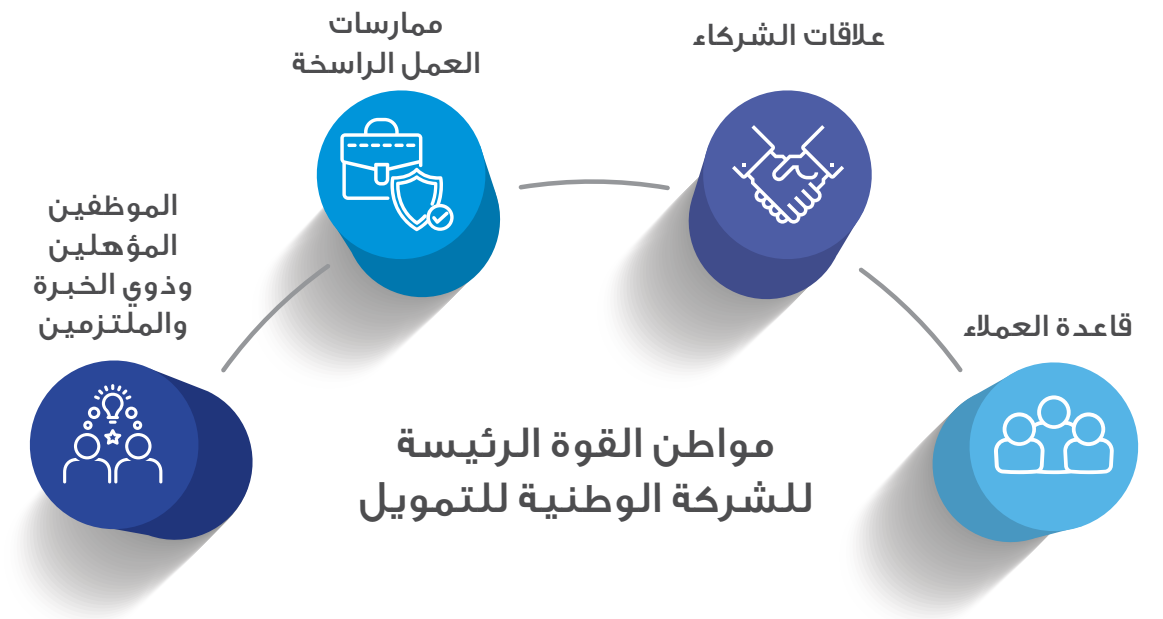 قاعدة العملاء
علاقات الشركاء
ممارسات
العمل الراسخة
الموظفين
المؤهلين
وذوي الخبرة
والملتزمين
مواطن القوة الرئيسة
للشركة الوطنية للتمويل